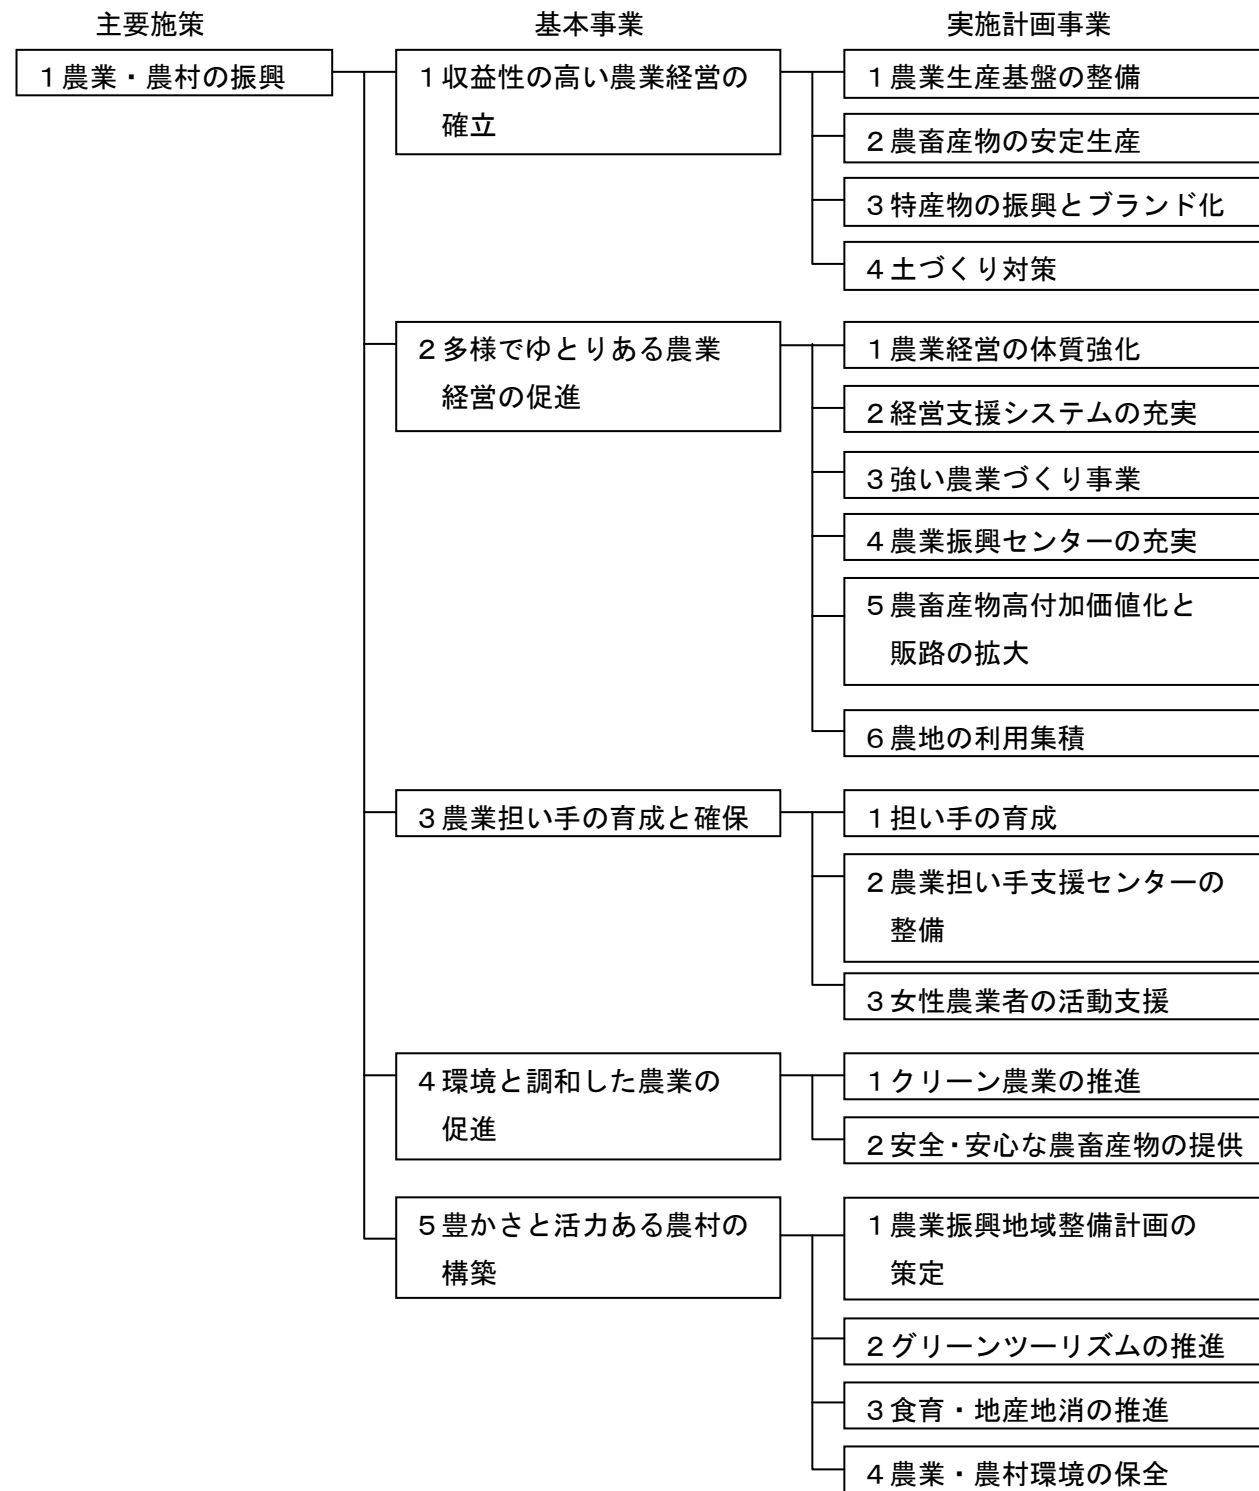 主要施策
基本事業
実施計画事業
１農業・農村の振興
１収益性の高い農業経営の
確立
１農業生産基盤の整備
２農畜産物の安定生産
３特産物の振興とブランド化
４土づくり対策
２多様でゆとりある農業
経営の促進
１農業経営の体質強化
２経営支援システムの充実
３強い農業づくり事業
４農業振興センターの充実
５農畜産物高付加価値化と
販路の拡大
６農地の利用集積
３農業担い手の育成と確保
１担い手の育成
２農業担い手支援センターの
整備
３女性農業者の活動支援
４環境と調和した農業の
促進
１クリーン農業の推進
２安全・安心な農畜産物の提供
５豊かさと活力ある農村の
構築
１農業振興地域整備計画の
策定
２グリーンツーリズムの推進
３食育・地産地消の推進
４農業・農村環境の保全